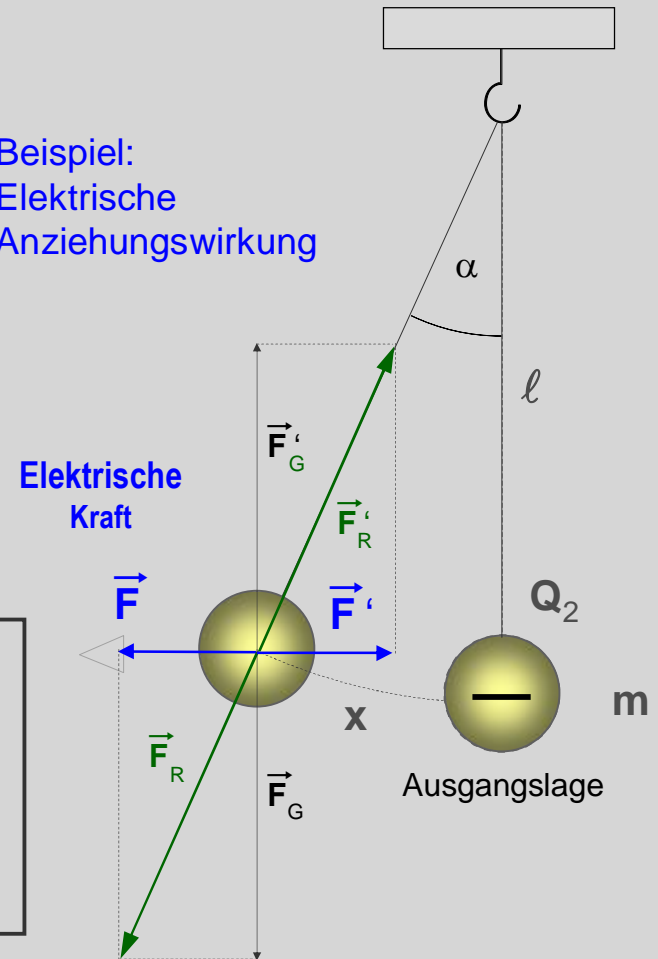 Beispiel:
Elektrische
Anziehungswirkung
α
ℓ
F‘G
Elektrische
Kraft
F‘R
F
F‘
Q2
x
m
FR
FG
Ausgangslage